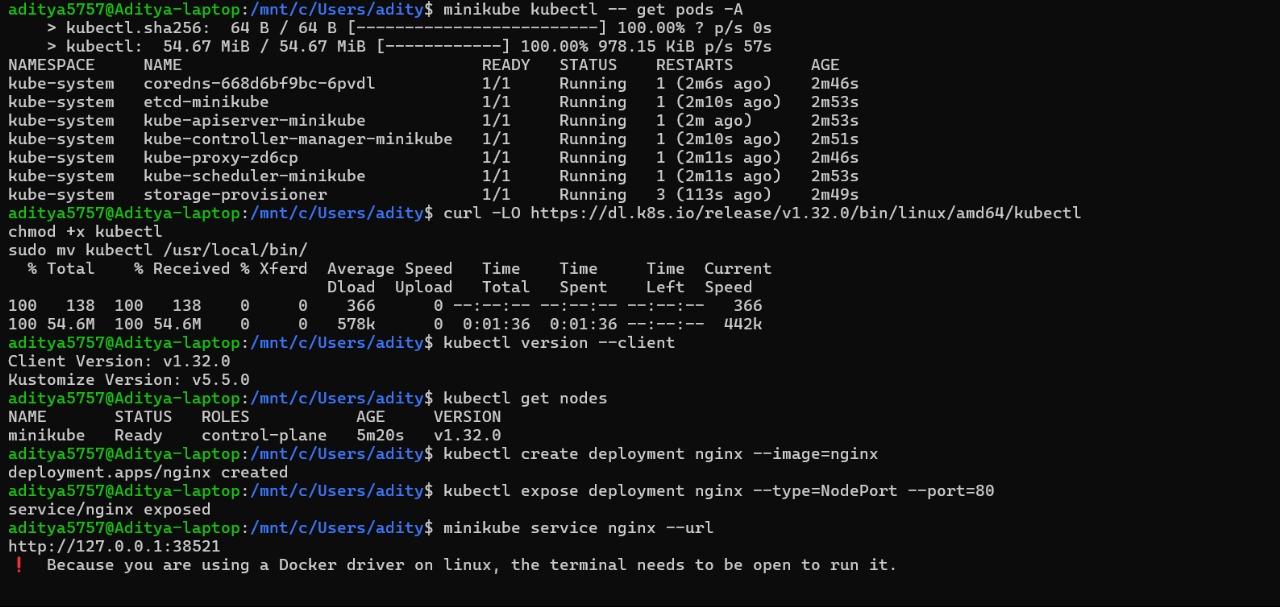 aditya5757@Aditya-laptop:/mnt/c/Users/adity$ minikube kubectl -- get pods -A
    > kubectl.sha256:  64 B / 64 B [-------------------------] 100.00% ? p/s 0s
    > kubectl:  54.67 MiB / 54.67 MiB [------------] 100.00% 978.15 KiB p/s 57s
NAMESPACE     NAME                               READY   STATUS    RESTARTS        AGE
kube-system   coredns-668d6bf9bc-6pvdl           1/1     Running   1 (2m6s ago)    2m46s
kube-system   etcd-minikube                      1/1     Running   1 (2m10s ago)   2m53s
kube-system   kube-apiserver-minikube            1/1     Running   1 (2m ago)      2m53s
kube-system   kube-controller-manager-minikube   1/1     Running   1 (2m10s ago)   2m51s
kube-system   kube-proxy-zd6cp                   1/1     Running   1 (2m11s ago)   2m46s
kube-system   kube-scheduler-minikube            1/1     Running   1 (2m11s ago)   2m53s
kube-system   storage-provisioner                1/1     Running   3 (113s ago)    2m49s
aditya5757@Aditya-laptop:/mnt/c/Users/adity$ curl -LO https://dl.k8s.io/release/v1.32.0/bin/linux/amd64/kubectl
chmod +x kubectl
sudo mv kubectl /usr/local/bin/
  % Total    % Received % Xferd  Average Speed   Time    Time     Time  Current
                                 Dload  Upload   Total   Spent    Left  Speed
100   138  100   138    0     0    366      0 --:--:-- --:--:-- --:--:--   366
100 54.6M  100 54.6M    0     0   578k      0  0:01:36  0:01:36 --:--:--  442k
aditya5757@Aditya-laptop:/mnt/c/Users/adity$ kubectl version --client
Client Version: v1.32.0
Kustomize Version: v5.5.0
aditya5757@Aditya-laptop:/mnt/c/Users/adity$ kubectl get nodes
NAME       STATUS   ROLES           AGE     VERSION
minikube   Ready    control-plane   5m20s   v1.32.0
aditya5757@Aditya-laptop:/mnt/c/Users/adity$ kubectl create deployment nginx --image=nginx
deployment.apps/nginx created
aditya5757@Aditya-laptop:/mnt/c/Users/adity$ kubectl expose deployment nginx --type=NodePort --port=80
service/nginx exposed
aditya5757@Aditya-laptop:/mnt/c/Users/adity$ minikube service nginx --url
http://127.0.0.1:38521
❗  Because you are using a Docker driver on linux, the terminal needs to be open to run it.